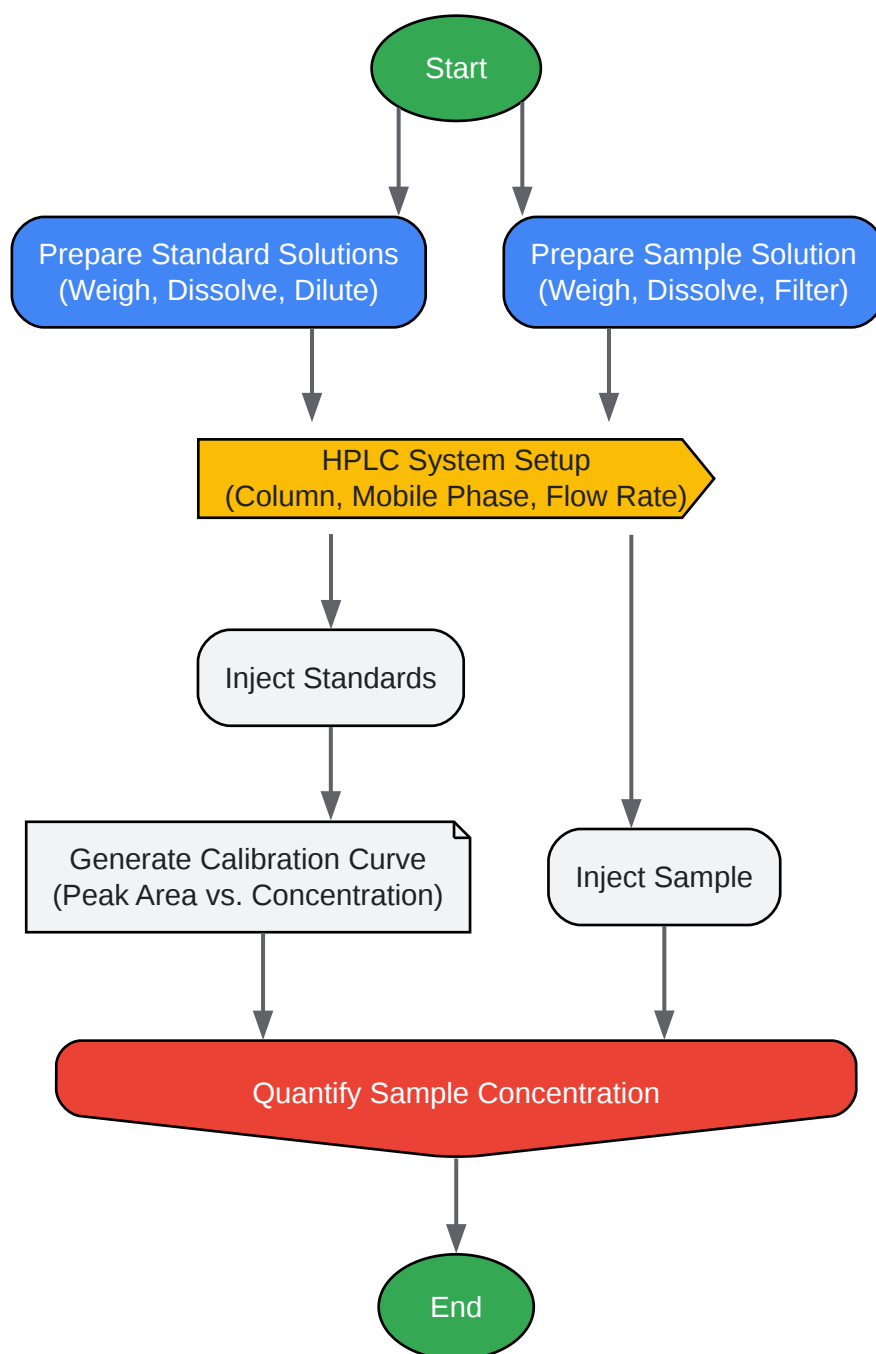 Start
Prepare Standard Solutions
(Weigh, Dissolve, Dilute)
Prepare Sample Solution
(Weigh, Dissolve, Filter)
HPLC System Setup
(Column, Mobile Phase, Flow Rate)
Inject Standards
Generate Calibration Curve
(Peak Area vs. Concentration)
Inject Sample
Quantify Sample Concentration
End